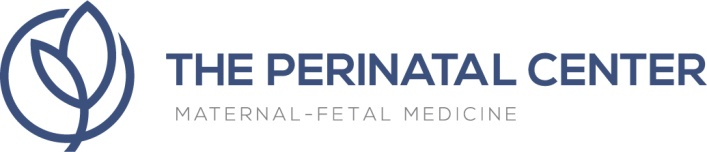 THE PERINATAL CENTER
MATERNAL-FETAL MEDICINE